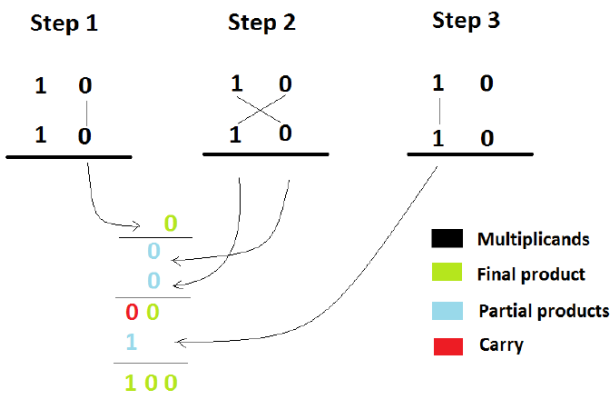 Step 1 Step 2 Step 3
1 0 1 0 1 0
1 0 1 0 1 0
0
0
0
0 0
1
1 0 0
Multiplicands
Final product
Partial products
Carry